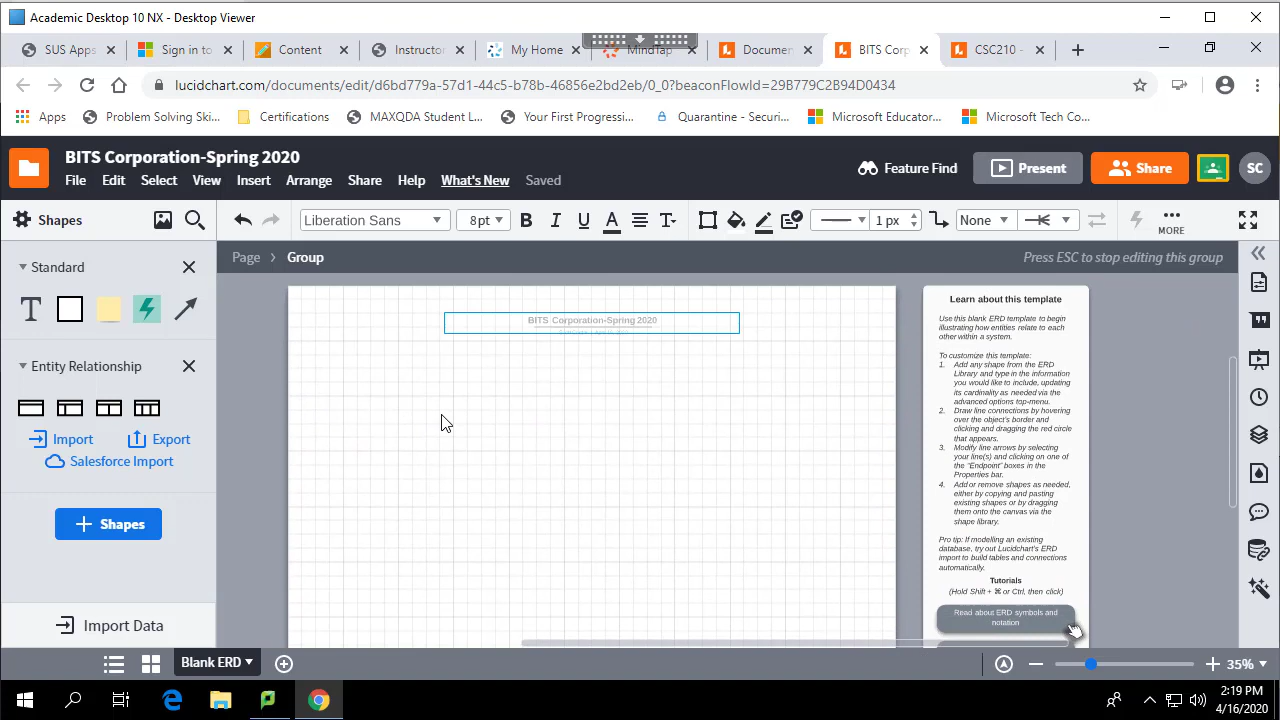 Academic Desktop 10 NX - Desktop Viewer
SUS Apps
Sign in to
Content
Instructor
My Home
MindTap
Documen
BITS Corp
CSC210 -
lucidchart.com/documents/edit/d6bd779a-57d1-44c5-b78b-46856e2bd2eb/0_0?beaconFlowId=29B779C2B94D0434
Apps
Problem Solving Ski...
Certifications
MAXQDA Student L...
Your First Progressi...
Quarantine - Securi...
Microsoft Educator...
Microsoft Tech Co...
BITS Corporation-Spring 2020
File Edit Select View Insert Arrange Share Help What's New Saved
Feature Find
Present
Share
SC
Shapes
Liberation Sans
8pt
B I U A T
1 px
None
MORE
Page > Group
Press ESC to stop editing this group
Standard
T
Entity Relationship
Import Export
Salesforce Import
+ Shapes
Import Data
BITS Corporation-Spring 2020
Learn about this template
Use this blank ERD template to begin
illustrating how entities relate to each
other within a system.
To customize this template:
1. Add any shape from the ERD
Library and type in the information
you would like to include, updating
its cardinality as needed via the
advanced options top-menu.
2. Draw line connections by hovering
over the object's border and
clicking and dragging the red circle
that appears.
3. Modify line arrows by selecting
your line(s) and clicking on one of
the "Endpoint" boxes in the
Properties bar.
4. Add or remove shapes as needed,
either by copying and pasting
existing shapes or by dragging
them onto the canvas via the
shape library.
Pro tip: If modelling an existing
database, try out Lucidchart's ERD
import to build tables and connections
automatically.
Tutorials
(Hold Shift + ⌘ or Ctrl, then click)
Read about ERD symbols and
notation
Blank ERD
35%
2:19 PM
4/16/2020